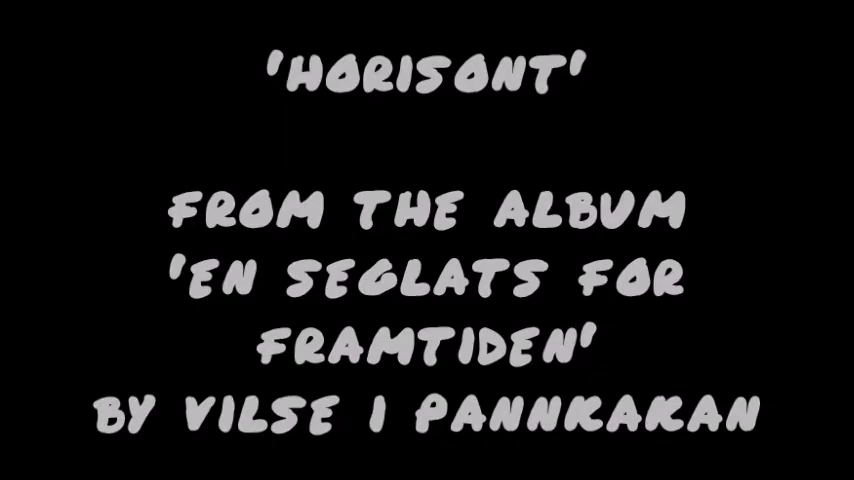 'HORISONT'
FROM THE ALBUM
'EN SEGLATS FOR
FRAMTIDEN'
BY VILSE I PANNKAKAN